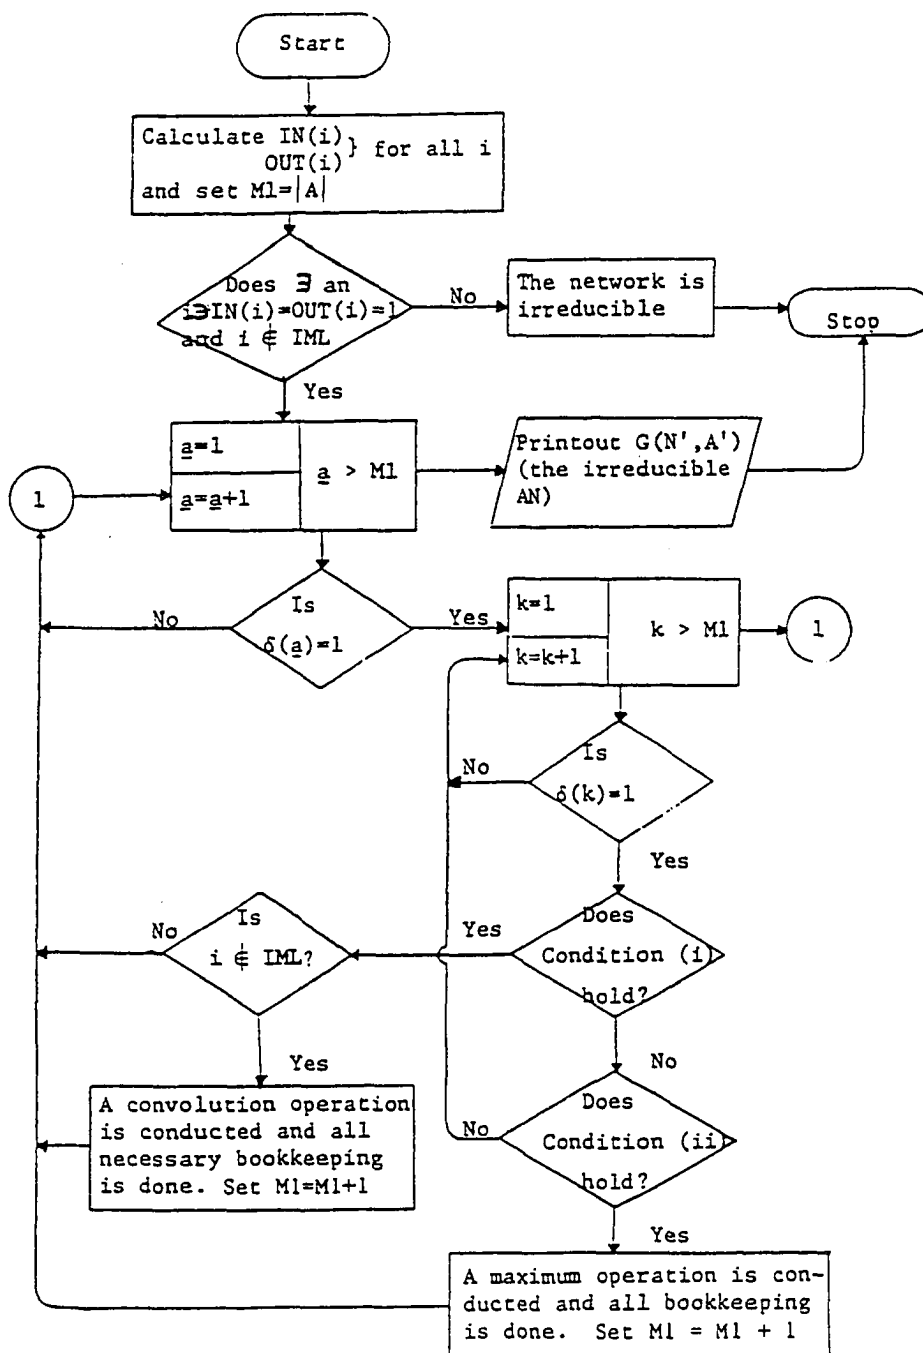 Start
Calculate IN(i)
OUT(i)
} for all i
and set M1=|A|
Does ∃ an
i∋IN(i)=OUT(i)=1
and i ∉ IML
No
The network is
irreducible
Stop
Yes
a=1
a=a+1
a > M1
Printout G(N',A')
(the irreducible
AN)
1
Is
δ(a)=1
No
Yes
k=1
k=k+1
k > M1
1
Is
δ(k)=1
No
Yes
Does
Condition (i)
hold?
Yes
Is
i ∉ IML?
No
Yes
No
A convolution operation
is conducted and all
necessary bookkeeping
is done. Set M1=M1+1
Does
Condition (ii)
hold?
No
Yes
A maximum operation is con-
ducted and all bookkeeping
is done. Set M1 = M1 + 1